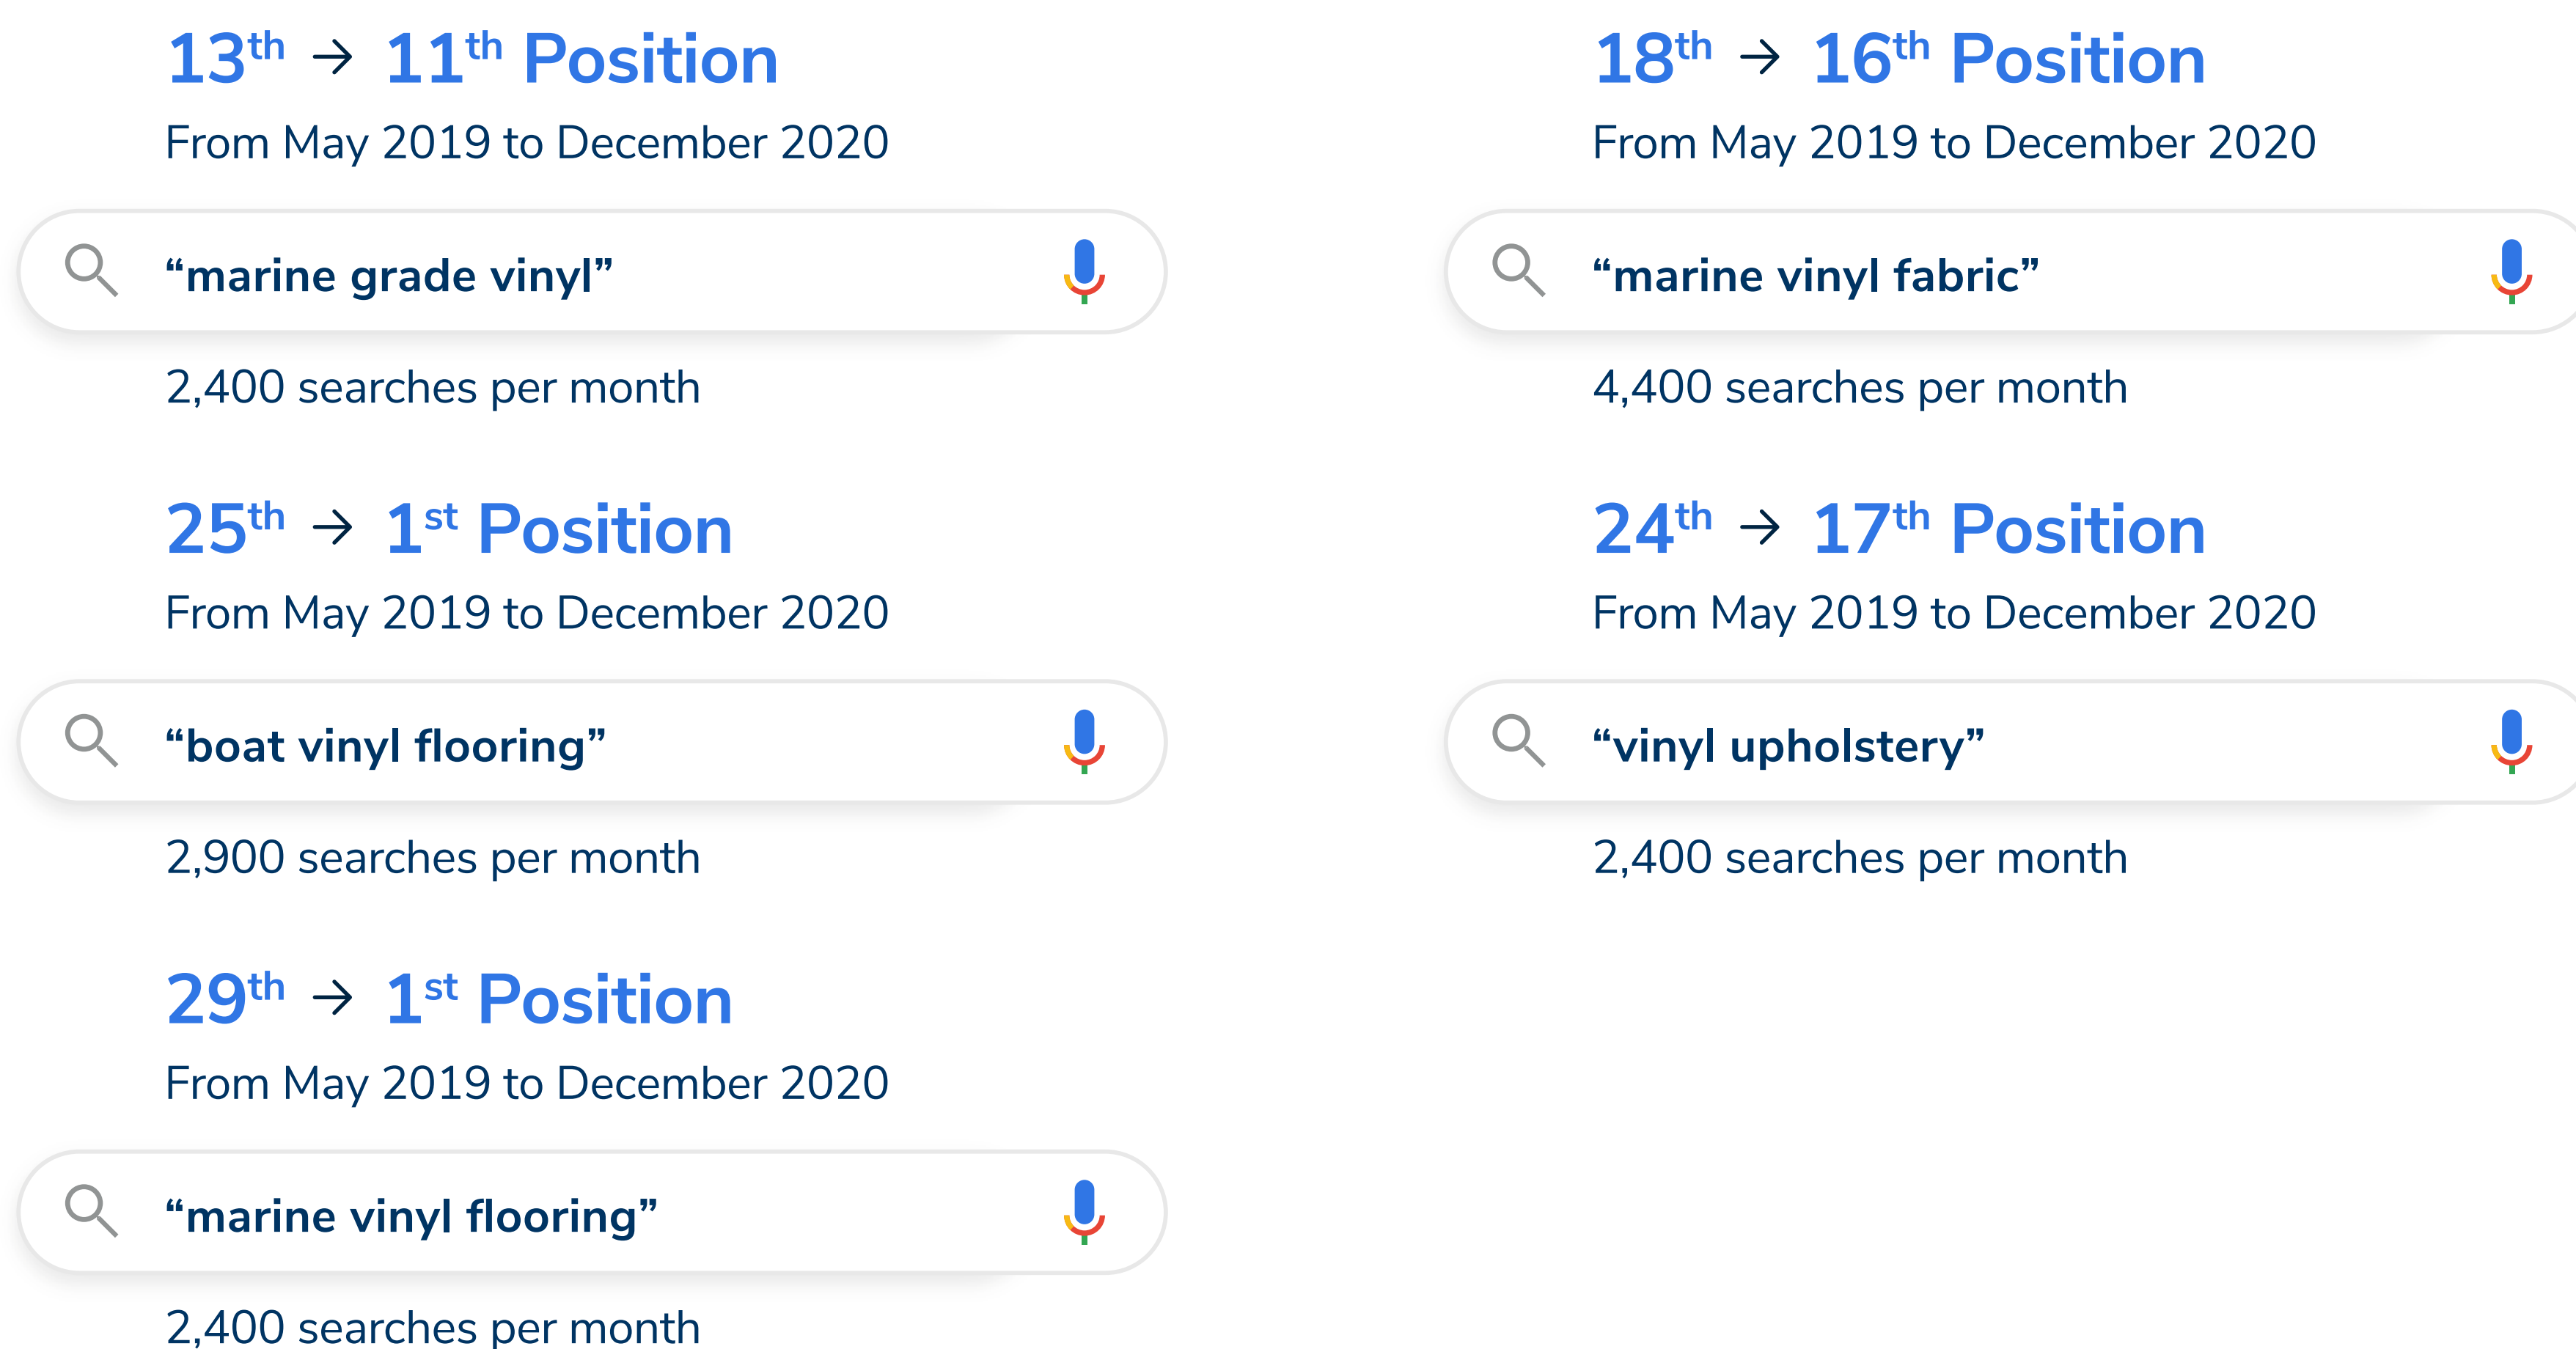 13th → 11th Position
From May 2019 to December 2020
“marine grade vinyl”
2,400 searches per month
18th → 16th Position
From May 2019 to December 2020
“marine vinyl fabric”
4,400 searches per month
25th → 1st Position
From May 2019 to December 2020
“boat vinyl flooring”
2,900 searches per month
24th → 17th Position
From May 2019 to December 2020
“vinyl upholstery”
2,400 searches per month
29th → 1st Position
From May 2019 to December 2020
“marine vinyl flooring”
2,400 searches per month